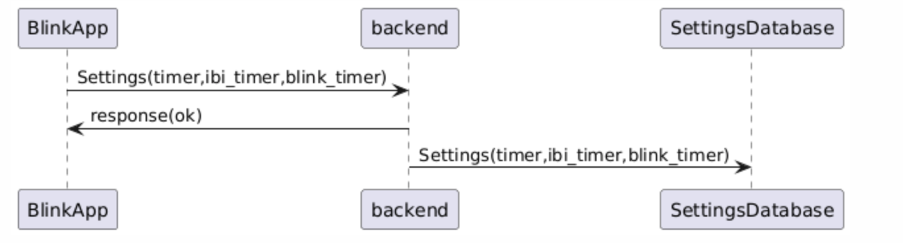 BlinkApp backend SettingsDatabase
Settings(timer,ibi_timer,blink_timer)
response(ok)
Settings(timer,ibi_timer,blink_timer)
BlinkApp backend SettingsDatabase